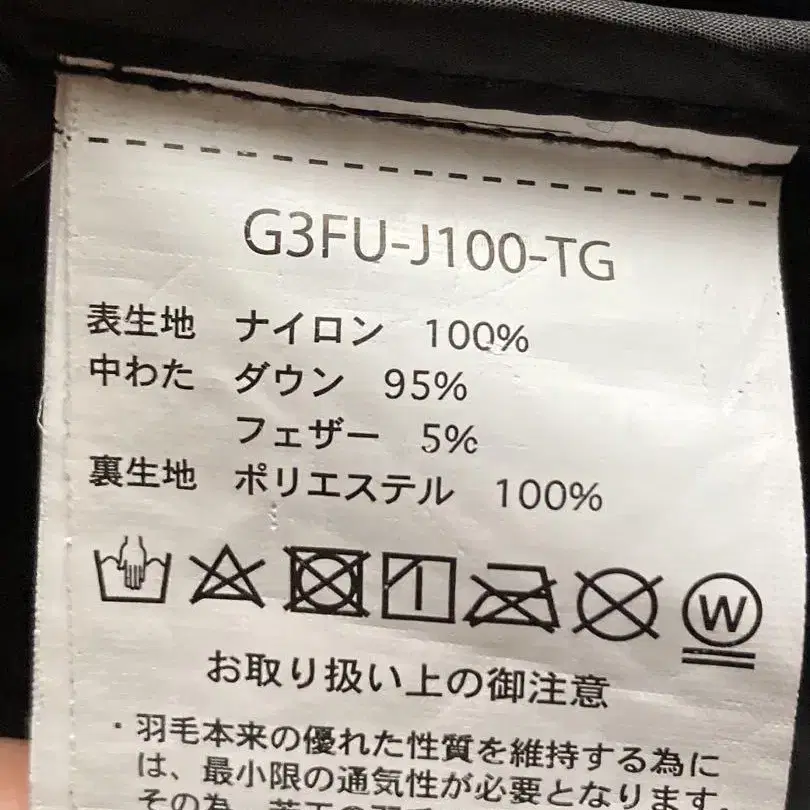 G3FU-J100-TG
表生地 ナイロン 100%
中わた ダウン 95%
フェザー 5%
裏生地 ポリエステル 100%
W
お取り扱い上の御注意
・羽毛本来の優れた性質を維持する為に
は、最小限の通気性が必要となります
その為、